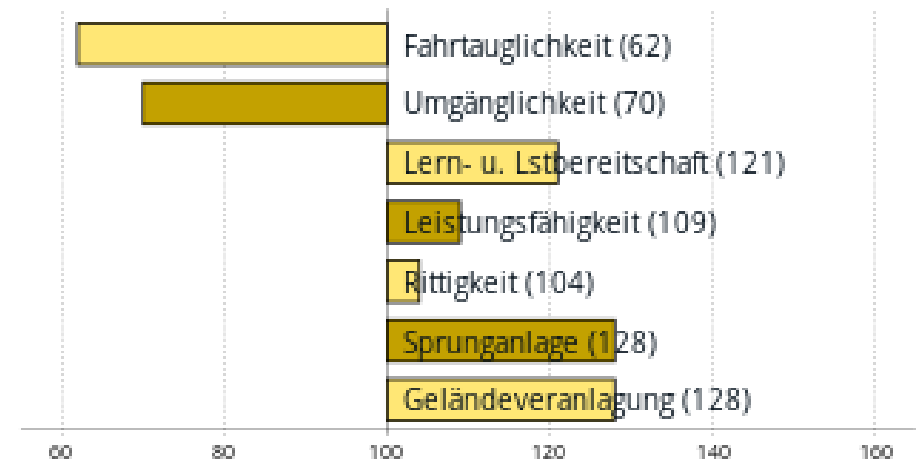 Fahrtauglichkeit (62)
Umgänglichkeit (70)
Lern- u. Lstbereitschaft (121)
Leistungsfähigkeit (109)
Rittigkeit (104)
Sprunganlage (128)
Geländeveranlagung (128)
60 80 100 120 140 160